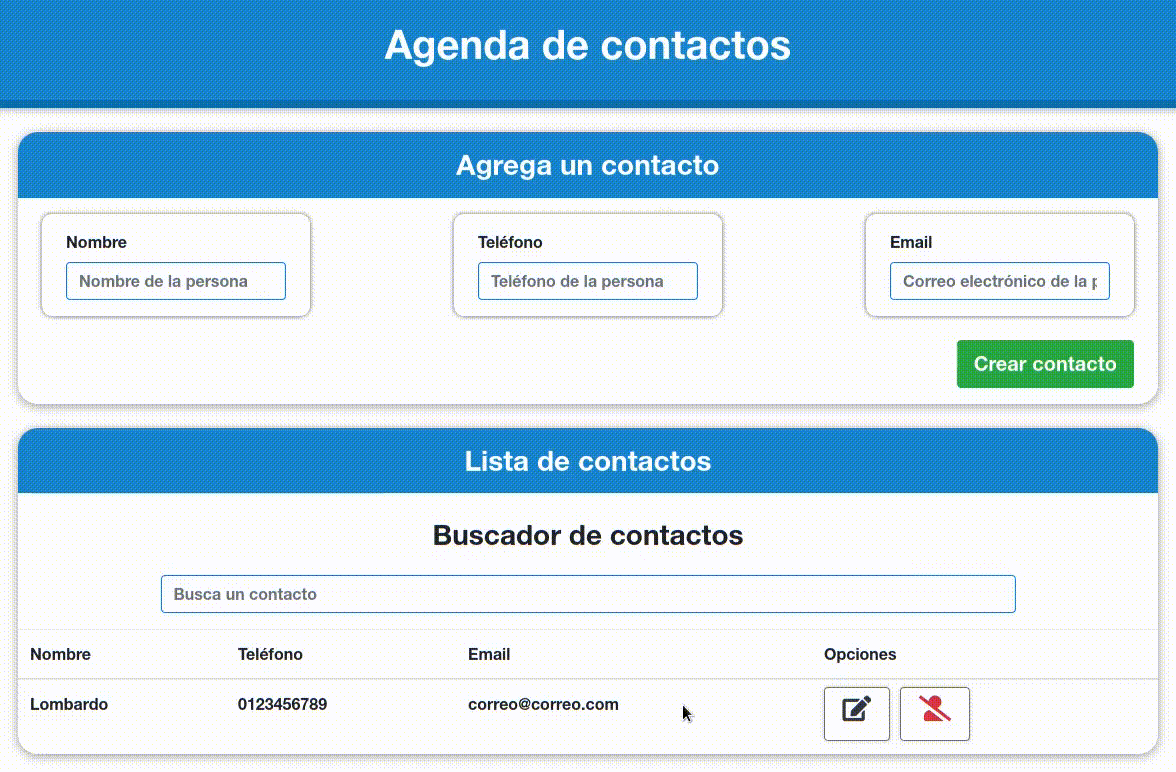 Agenda de contactos
Agrega un contacto
Nombre Teléfono Email
Nombre de la persona Teléfono de la persona Correo electrónico de la
Crear contacto
Lista de contactos
Buscador de contactos
Busca un contacto
Nombre Teléfono Email Opciones
Lombardo 0123456789 correo@correo.com